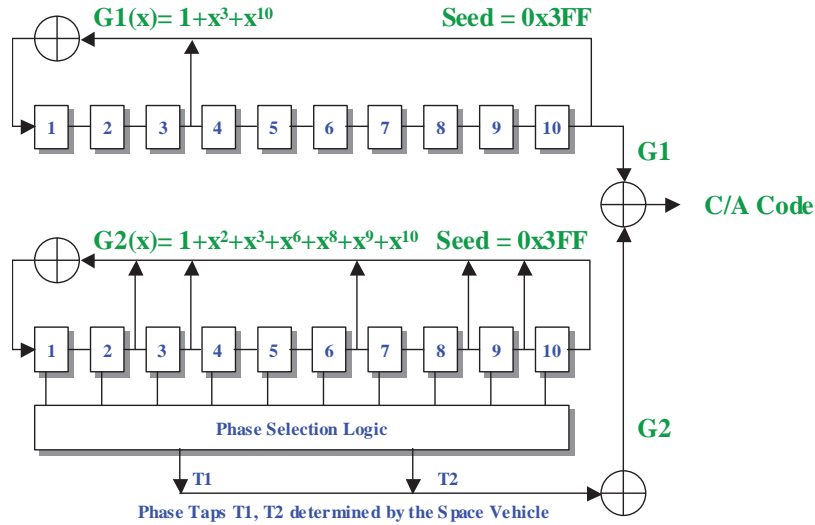 G1(x)= 1+x³+x¹⁰ Seed = 0x3FF
1 2 3 4 5 6 7 8 9 10
G1
C/A Code
G2(x)= 1+x²+x³+x⁶+x⁸+x⁹+x¹⁰ Seed = 0x3FF
1 2 3 4 5 6 7 8 9 10
Phase Selection Logic
G2
T1 T2
Phase Taps T1, T2 determined by the Space Vehicle